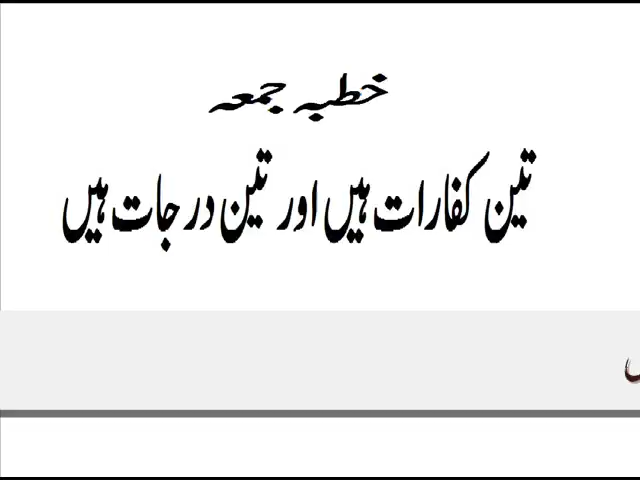 خطبہ جمعہ
تین کفارات ہیں اور تین درجات ہیں